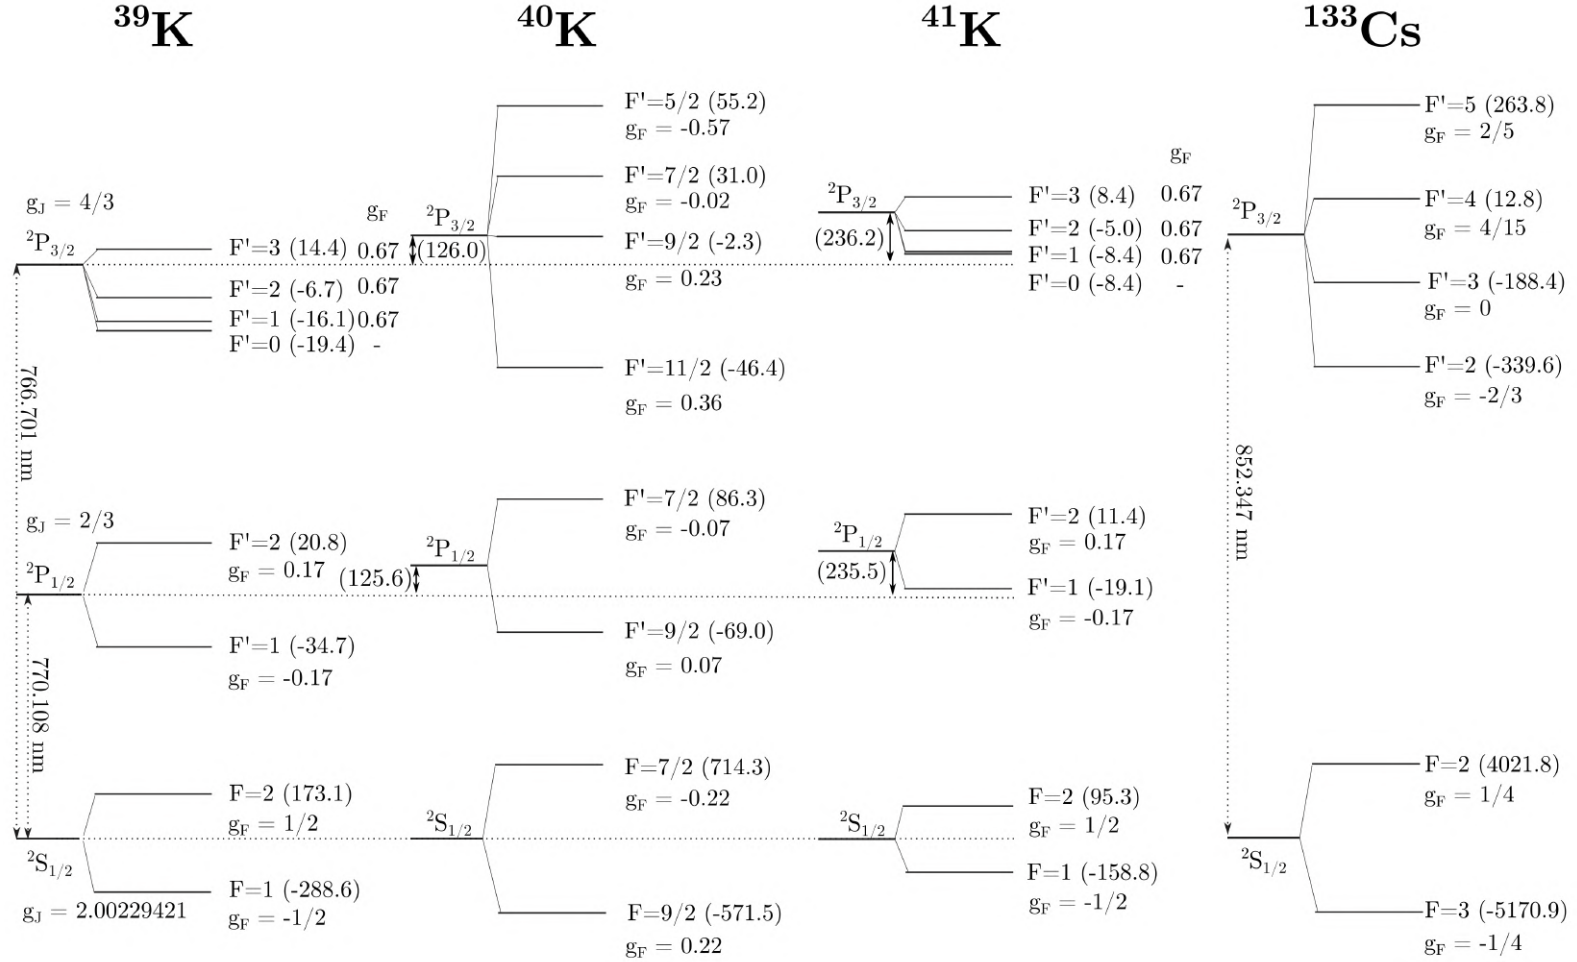 ³⁹K
⁴⁰K
⁴¹K
¹³³Cs
g_J = 4/3
g_F
²P₃/₂
F'=3 (14.4) 0.67
F'=2 (-6.7) 0.67
F'=1 (-16.1) 0.67
F'=0 (-19.4) -
766.701 nm
g_J = 2/3
²P₁/₂
F'=2 (20.8)
g_F = 0.17
F'=1 (-34.7)
g_F = -0.17
770.108 nm
F=2 (173.1)
g_F = 1/2
²S₁/₂
F=1 (-288.6)
g_J = 2.00229421
g_F = -1/2
F'=5/2 (55.2)
g_F = -0.57
F'=7/2 (31.0)
g_F = -0.02
²P₃/₂
(126.0)
F'=9/2 (-2.3)
g_F = 0.23
F'=11/2 (-46.4)
g_F = 0.36
F'=7/2 (86.3)
g_F = -0.07
²P₁/₂
(125.6)
F'=9/2 (-69.0)
g_F = 0.07
F=7/2 (714.3)
g_F = -0.22
²S₁/₂
F=9/2 (-571.5)
g_F = 0.22
g_F
²P₃/₂
(236.2)
F'=3 (8.4) 0.67
F'=2 (-5.0) 0.67
F'=1 (-8.4) 0.67
F'=0 (-8.4) -
F'=2 (11.4)
g_F = 0.17
²P₁/₂
(235.5)
F'=1 (-19.1)
g_F = -0.17
F=2 (95.3)
g_F = 1/2
²S₁/₂
F=1 (-158.8)
g_F = -1/2
F'=5 (263.8)
g_F = 2/5
F'=4 (12.8)
g_F = 4/15
²P₃/₂
F'=3 (-188.4)
g_F = 0
F'=2 (-339.6)
g_F = -2/3
852.347 nm
F=2 (4021.8)
g_F = 1/4
²S₁/₂
F=3 (-5170.9)
g_F = -1/4